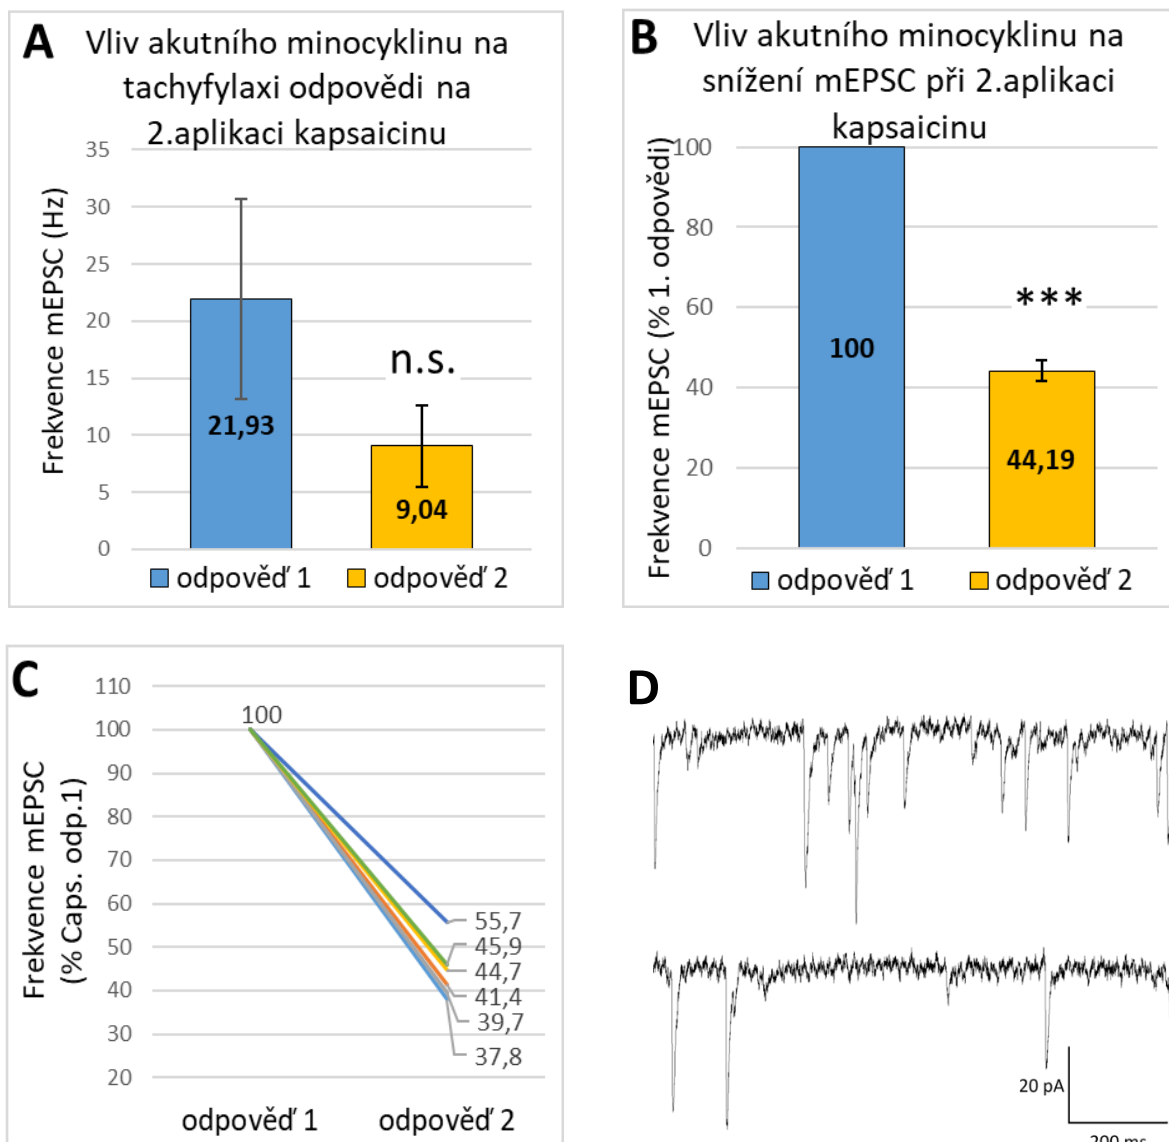 A
Vliv akutního minocyklinu na
tachyfylaxi odpovědi na
2.aplikaci kapsaicinu
Frekvence mEPSC (Hz)
35
30
25
20
15
10
5
0
21,93
n.s.
9,04
odpověď 1
odpověď 2
B
Vliv akutního minocyklinu na
snížení mEPSC při 2.aplikaci
kapsaicinu
Frekvence mEPSC (% 1. odpovědi)
100
80
60
40
20
0
100
***
44,19
odpověď 1
odpověď 2
C
Frekvence mEPSC
(% Caps. odp.1)
110
100
90
80
70
60
50
40
30
20
100
55,7
45,9
44,7
41,4
39,7
37,8
odpověď 1
odpověď 2
D
20 pA
200 ms